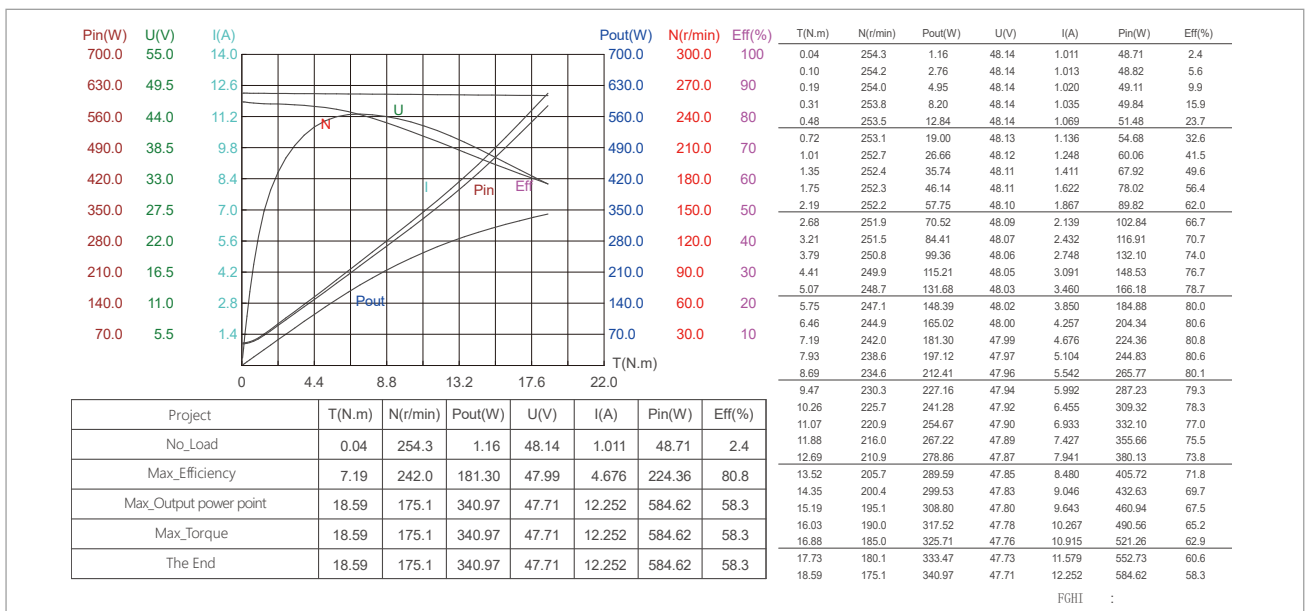 Pin(W) U(V) I(A) Pout(W) N(r/min) Eff(%)
700.0 55.0 14.0 700.0 300.0 100
630.0 49.5 12.6 630.0 270.0 90
560.0 44.0 11.2 560.0 240.0 80
490.0 38.5 9.8 490.0 210.0 70
420.0 33.0 8.4 420.0 180.0 60
350.0 27.5 7.0 350.0 150.0 50
280.0 22.0 5.6 280.0 120.0 40
210.0 16.5 4.2 210.0 90.0 30
140.0 11.0 2.8 140.0 60.0 20
70.0 5.5 1.4 70.0 30.0 10
N U
I Pin Eff
Pout
T(N.m)
0 4.4 8.8 13.2 17.6 22.0
Project T(N.m) N(r/min) Pout(W) U(V) I(A) Pin(W) Eff(%)
No_Load 0.04 254.3 1.16 48.14 1.011 48.71 2.4
Max_Efficiency 7.19 242.0 181.30 47.99 4.676 224.36 80.8
Max_Output power point 18.59 175.1 340.97 47.71 12.252 584.62 58.3
Max_Torque 18.59 175.1 340.97 47.71 12.252 584.62 58.3
The End 18.59 175.1 340.97 47.71 12.252 584.62 58.3
T(N.m) N(r/min) Pout(W) U(V) I(A) Pin(W) Eff(%)
0.04 254.3 1.16 48.14 1.011 48.71 2.4
0.10 254.2 2.76 48.14 1.013 48.82 5.6
0.19 254.0 4.95 48.14 1.020 49.11 9.9
0.31 253.8 8.20 48.14 1.035 49.84 15.9
0.48 253.5 12.84 48.14 1.069 51.48 23.7
0.72 253.1 19.00 48.13 1.136 54.68 32.6
1.01 252.7 26.66 48.12 1.248 60.06 41.5
1.35 252.4 35.74 48.11 1.411 67.92 49.6
1.75 252.3 46.14 48.11 1.622 78.02 56.4
2.19 252.2 57.75 48.10 1.867 89.82 62.0
2.68 251.9 70.52 48.09 2.139 102.84 66.7
3.21 251.5 84.41 48.07 2.432 116.91 70.7
3.79 250.8 99.36 48.06 2.748 132.10 74.0
4.41 249.9 115.21 48.05 3.091 148.53 76.7
5.07 248.7 131.68 48.03 3.460 166.18 78.7
5.75 247.1 148.39 48.02 3.850 184.88 80.0
6.46 244.9 165.02 48.00 4.257 204.34 80.6
7.19 242.0 181.30 47.99 4.676 224.36 80.8
7.93 238.6 197.12 47.97 5.104 244.83 80.6
8.69 234.6 212.41 47.96 5.542 265.77 80.1
9.47 230.3 227.16 47.94 5.992 287.23 79.3
10.26 225.7 241.28 47.92 6.455 309.32 78.3
11.07 220.9 254.67 47.90 6.933 332.10 77.0
11.88 216.0 267.22 47.89 7.427 355.66 75.5
12.69 210.9 278.86 47.87 7.941 380.13 73.8
13.52 205.7 289.59 47.85 8.480 405.72 71.8
14.35 200.4 299.53 47.83 9.046 432.63 69.7
15.19 195.1 308.80 47.80 9.643 460.94 67.5
16.03 190.0 317.52 47.78 10.267 490.56 65.2
16.88 185.0 325.71 47.76 10.915 521.26 62.9
17.73 180.1 333.47 47.73 11.579 552.73 60.6
18.59 175.1 340.97 47.71 12.252 584.62 58.3
FGHI :